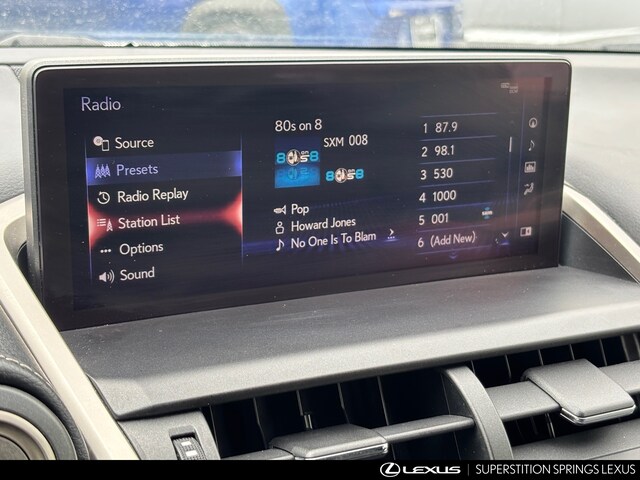 Radio
Source
Presets
Radio Replay
Station List
Options
Sound
80s on 8
SXM 008
8on8
8on8
Pop
Howard Jones
No One Is To Blam
1 87.9
2 98.1
3 530
4 1000
5 001
6 (Add New)
LEXUS | SUPERSTITION SPRINGS LEXUS